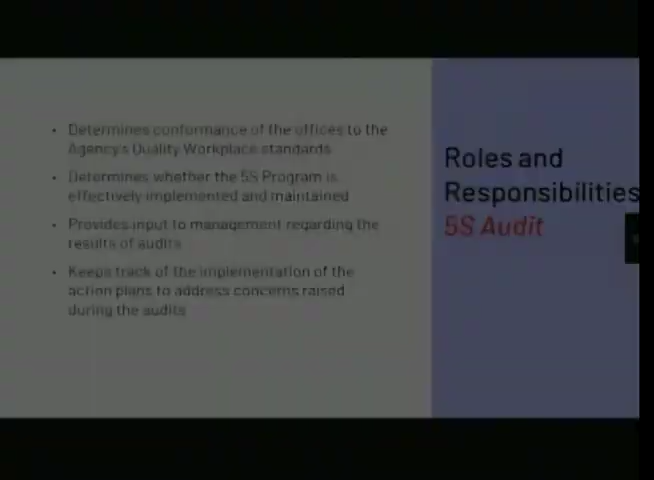 • Determines conformance of the offices to the
Agency's Quality Workplace standards
• Determines whether the 5S Program is
effectively implemented and maintained
• Provides input to management regarding the
results of audits
• Keeps track of the implementation of the
action plans to address concerns raised
during the audits
Roles and
Responsibilities
5S Audit